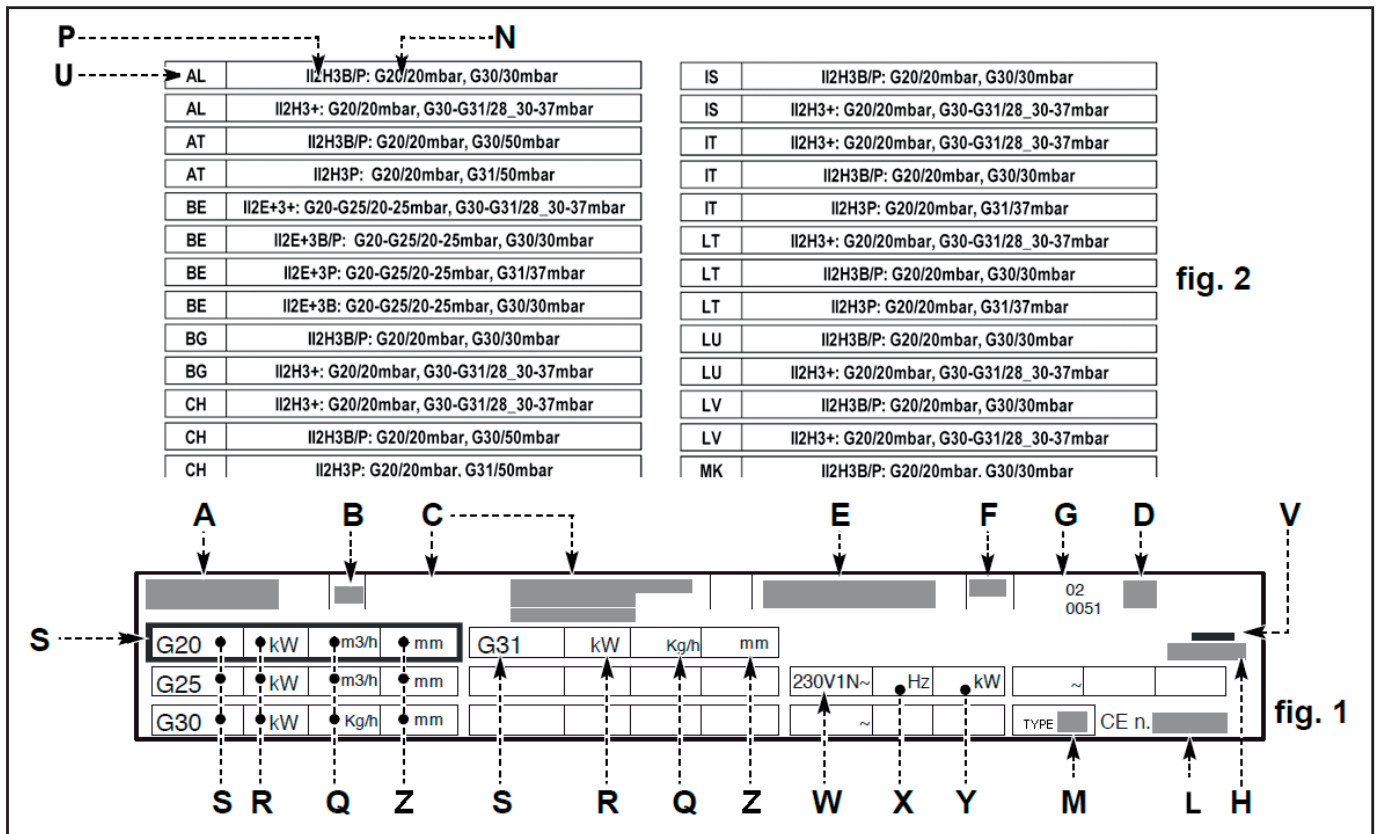 P N
U AL II2H3B/P: G20/20mbar, G30/30mbar IS II2H3B/P: G20/20mbar, G30/30mbar
AL II2H3+: G20/20mbar, G30-G31/28_30-37mbar IS II2H3+: G20/20mbar, G30-G31/28_30-37mbar
AT II2H3B/P: G20/20mbar, G30/50mbar IT II2H3+: G20/20mbar, G30-G31/28_30-37mbar
AT II2H3P: G20/20mbar, G31/50mbar IT II2H3B/P: G20/20mbar, G30/30mbar
BE II2E+3+: G20-G25/20-25mbar, G30-G31/28_30-37mbar IT II2H3P: G20/20mbar, G31/37mbar
BE II2E+3B/P: G20-G25/20-25mbar, G30/30mbar LT II2H3+: G20/20mbar, G30-G31/28_30-37mbar
BE II2E+3P: G20-G25/20-25mbar, G31/37mbar LT II2H3B/P: G20/20mbar, G30/30mbar
fig. 2
BE II2E+3B: G20-G25/20-25mbar, G30/30mbar LT II2H3P: G20/20mbar, G31/37mbar
BG II2H3B/P: G20/20mbar, G30/30mbar LU II2H3B/P: G20/20mbar, G30/30mbar
BG II2H3+: G20/20mbar, G30-G31/28_30-37mbar LU II2H3+: G20/20mbar, G30-G31/28_30-37mbar
CH II2H3+: G20/20mbar, G30-G31/28_30-37mbar LV II2H3B/P: G20/20mbar, G30/30mbar
CH II2H3B/P: G20/20mbar, G30/50mbar LV II2H3+: G20/20mbar, G30-G31/28_30-37mbar
CH II2H3P: G20/20mbar, G31/50mbar MK II2H3B/P: G20/20mbar, G30/30mbar
A B C E F G D V
02
0051
S G20 kW m3/h mm G31 kW Kg/h mm
G25 kW m3/h mm 230V1N~ Hz kW ~
G30 kW Kg/h mm ~ TYPE CE n. fig. 1
S R Q Z S R Q Z W X Y M L H